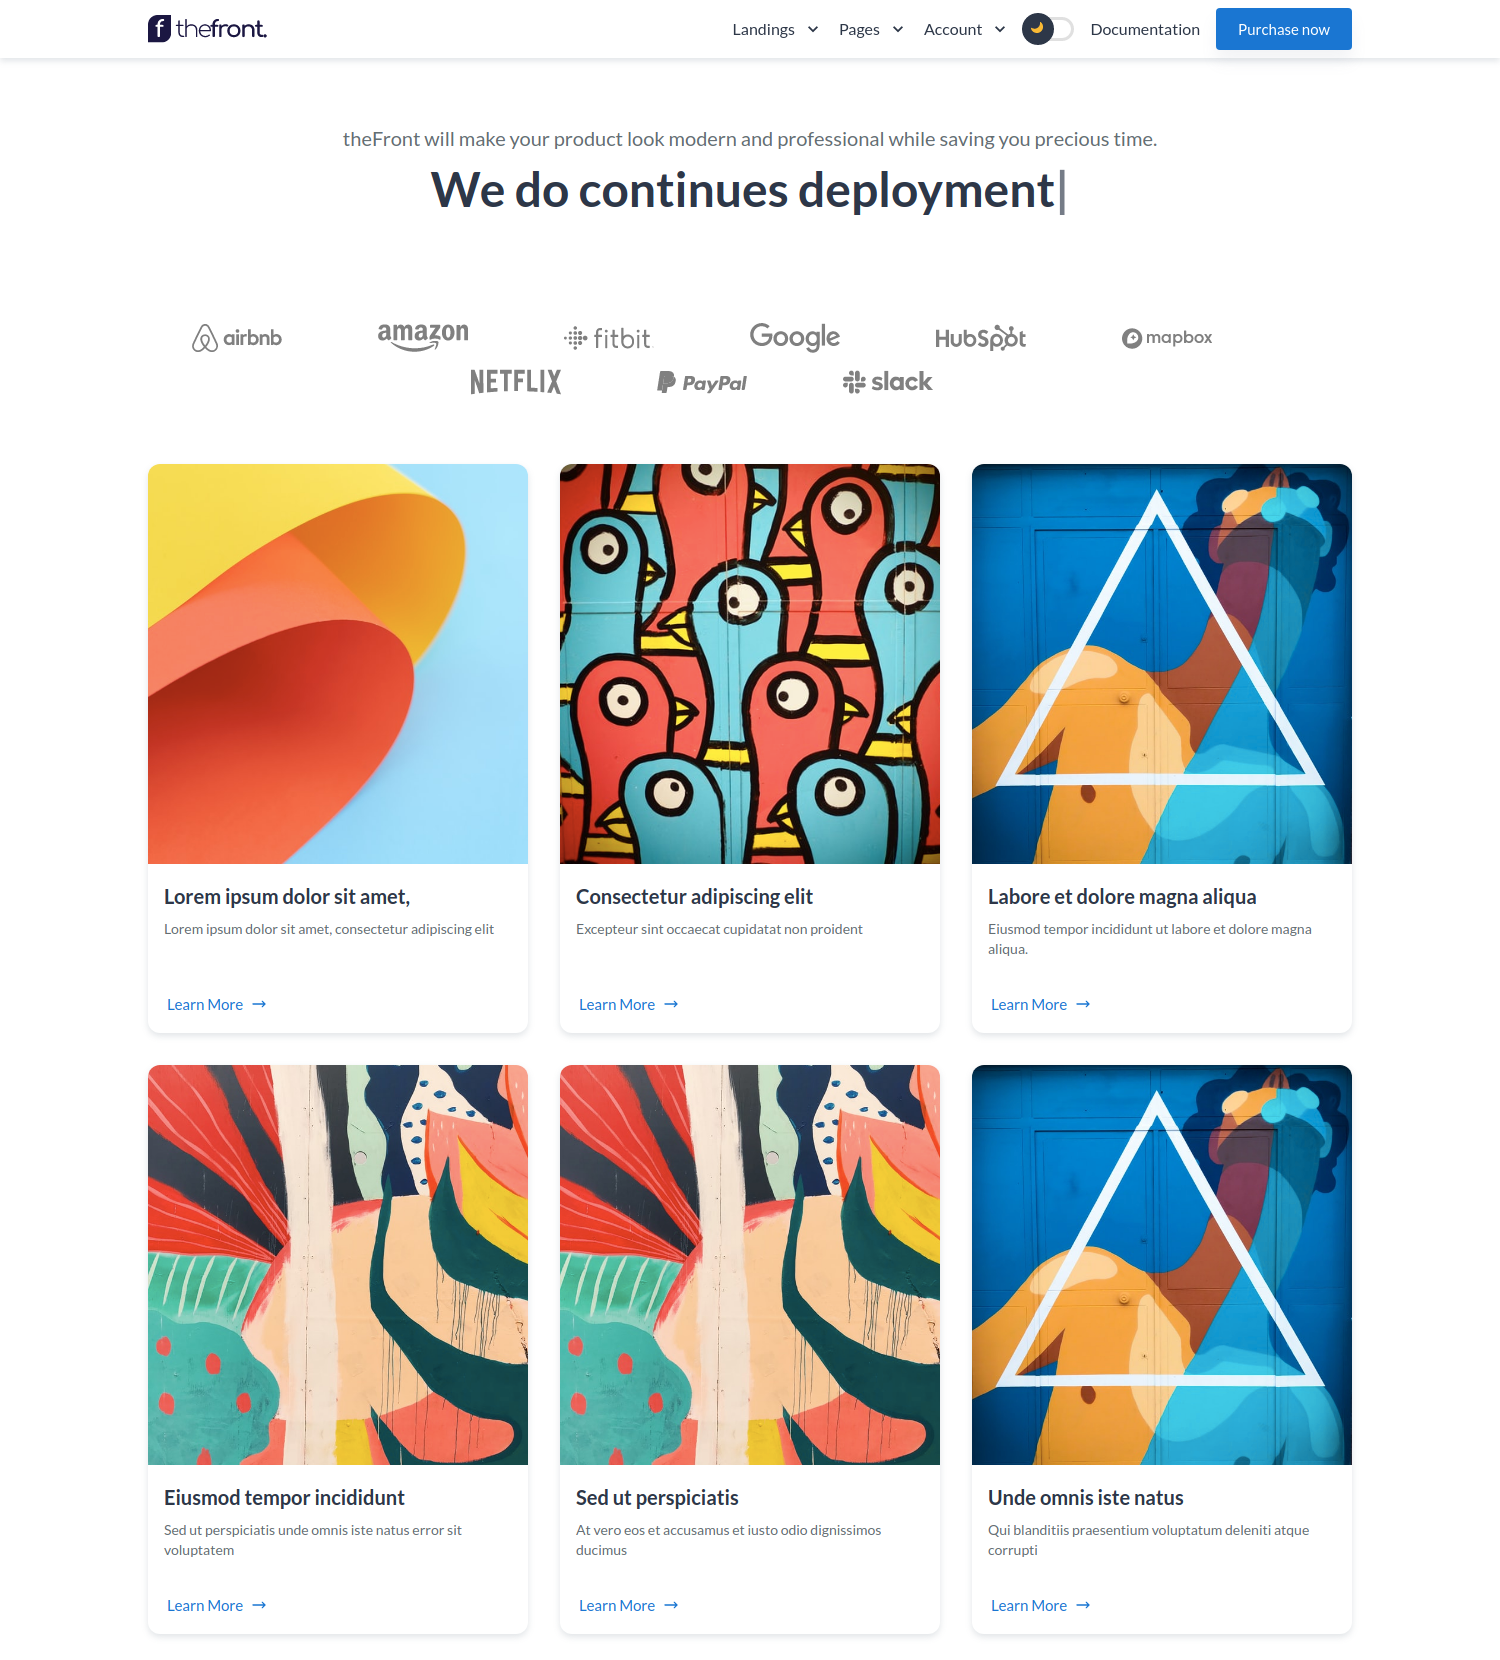 f thefront.
Landings Pages Account Documentation Purchase now
theFront will make your product look modern and professional while saving you precious time.
We do continues deployment|
airbnb amazon fitbit Google HubSpot mapbox
NETFLIX PayPal slack
Lorem ipsum dolor sit amet,
Lorem ipsum dolor sit amet, consectetur adipiscing elit
Learn More →
Consectetur adipiscing elit
Excepteur sint occaecat cupidatat non proident
Learn More →
Labore et dolore magna aliqua
Eiusmod tempor incididunt ut labore et dolore magna
aliqua.
Learn More →
Eiusmod tempor incididunt
Sed ut perspiciatis unde omnis iste natus error sit
voluptatem
Learn More →
Sed ut perspiciatis
At vero eos et accusamus et iusto odio dignissimos
ducimus
Learn More →
Unde omnis iste natus
Qui blanditiis praesentium voluptatum deleniti atque
corrupti
Learn More →